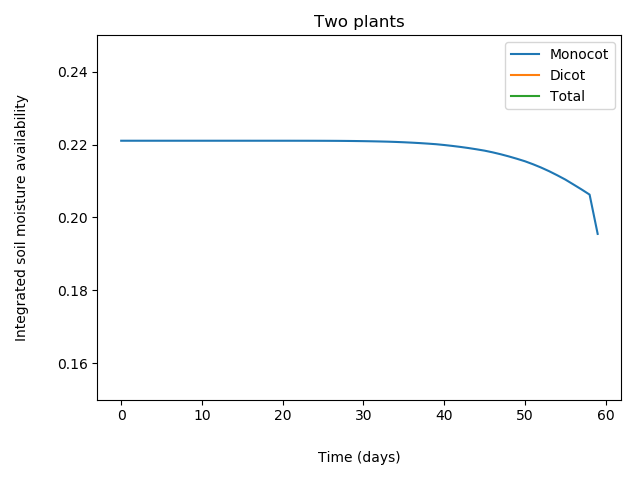 Two plants
Monocot
Dicot
Total
0.24
0.22
0.20
0.18
0.16
Integrated soil moisture availability
0
10
20
30
40
50
60
Time (days)